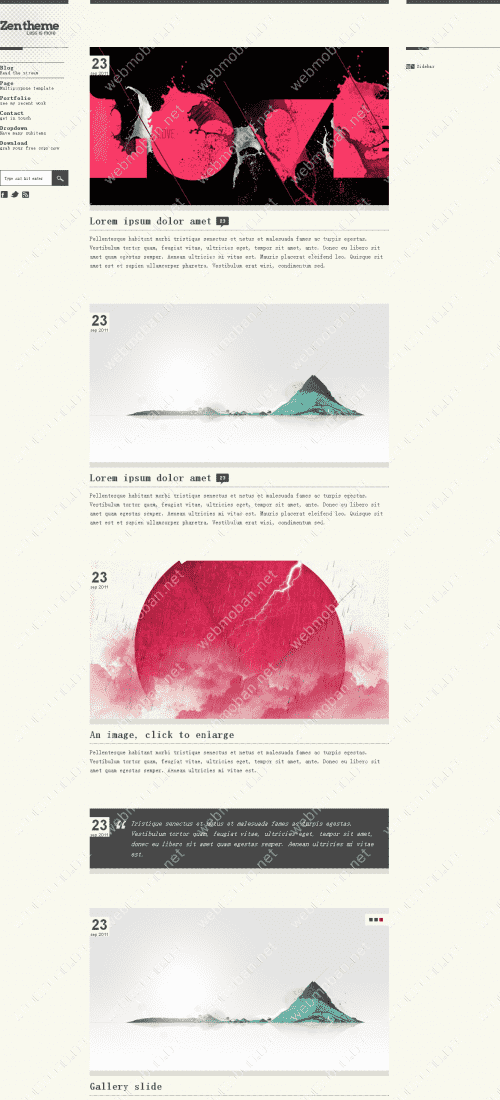 Zentheme
Less is more
Blog
Read the stream
Page
Multipurpose template
Portfolio
see my recent work
Contact
get in touch
Dropdown
Have many subitems
Download
grab your free copy now
Type and hit enter
Sidebar
23
sep 2011
LOVE
Lorem ipsum dolor amet 23
Pellentesque habitant morbi tristique senectus et netus et malesuada fames ac turpis egestas.
Vestibulum tortor quam, feugiat vitae, ultricies eget, tempor sit amet, ante. Donec eu libero sit
amet quam egestas semper. Aenean ultricies mi vitae est. Mauris placerat eleifend leo. Quisque sit
amet est et sapien ullamcorper pharetra. Vestibulum erat wisi, condimentum sed.
23
sep 2011
Lorem ipsum dolor amet 23
Pellentesque habitant morbi tristique senectus et netus et malesuada fames ac turpis egestas.
Vestibulum tortor quam, feugiat vitae, ultricies eget, tempor sit amet, ante. Donec eu libero sit
amet quam egestas semper. Aenean ultricies mi vitae est. Mauris placerat eleifend leo. Quisque sit
amet est et sapien ullamcorper pharetra. Vestibulum erat wisi, condimentum sed.
23
sep 2011
An image, click to enlarge
Pellentesque habitant morbi tristique senectus et netus et malesuada fames ac turpis egestas.
Vestibulum tortor quam, feugiat vitae, ultricies eget, tempor sit amet, ante. Donec eu libero sit
amet quam egestas semper. Aenean ultricies mi vitae est.
23
sep 2011
“ Tristique senectus et netus et malesuada fames ac turpis egestas.
Vestibulum tortor quam, feugiat vitae, ultricies eget, tempor sit amet,
donec eu libero sit amet quam egestas semper. Aenean ultricies mi vitae
est.
23
sep 2011
Gallery slide
webmoban.net